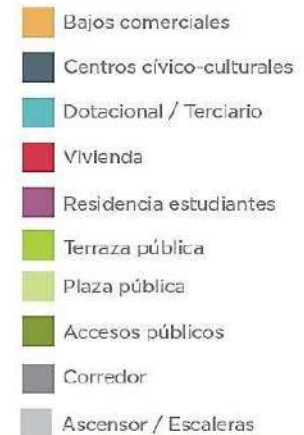 Bajos comerciales
Centros cívico-culturales
Dotacional / Terciario
Vivienda
Residencia estudiantes
Terraza pública
Plaza pública
Accesos públicos
Corredor
Ascensor / Escaleras